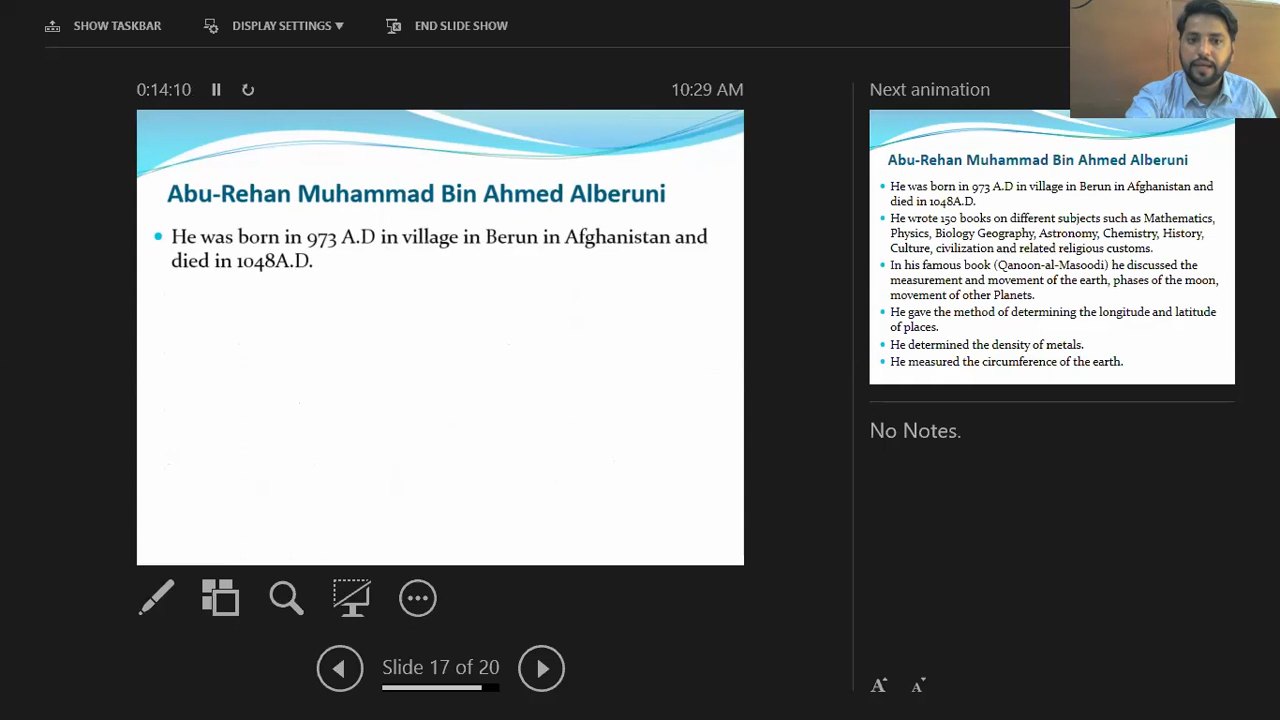 SHOW TASKBAR
DISPLAY SETTINGS ▼
END SLIDE SHOW
0:14:10
10:29 AM
Abu-Rehan Muhammad Bin Ahmed Alberuni
• He was born in 973 A.D in village in Berun in Afghanistan and
died in 1048A.D.
Slide 17 of 20
Next animation
Abu-Rehan Muhammad Bin Ahmed Alberuni
• He was born in 973 A.D in village in Berun in Afghanistan and
died in 1048A.D.
• He wrote 150 books on different subjects such as Mathematics,
Physics, Biology Geography, Astronomy, Chemistry, History,
Culture, civilization and related religious customs.
• In his famous book (Qanoon-al-Masoodi) he discussed the
measurement and movement of the earth, phases of the moon,
movement of other Planets.
• He gave the method of determining the longitude and latitude
of places.
• He determined the density of metals.
• He measured the circumference of the earth.
No Notes.
A A